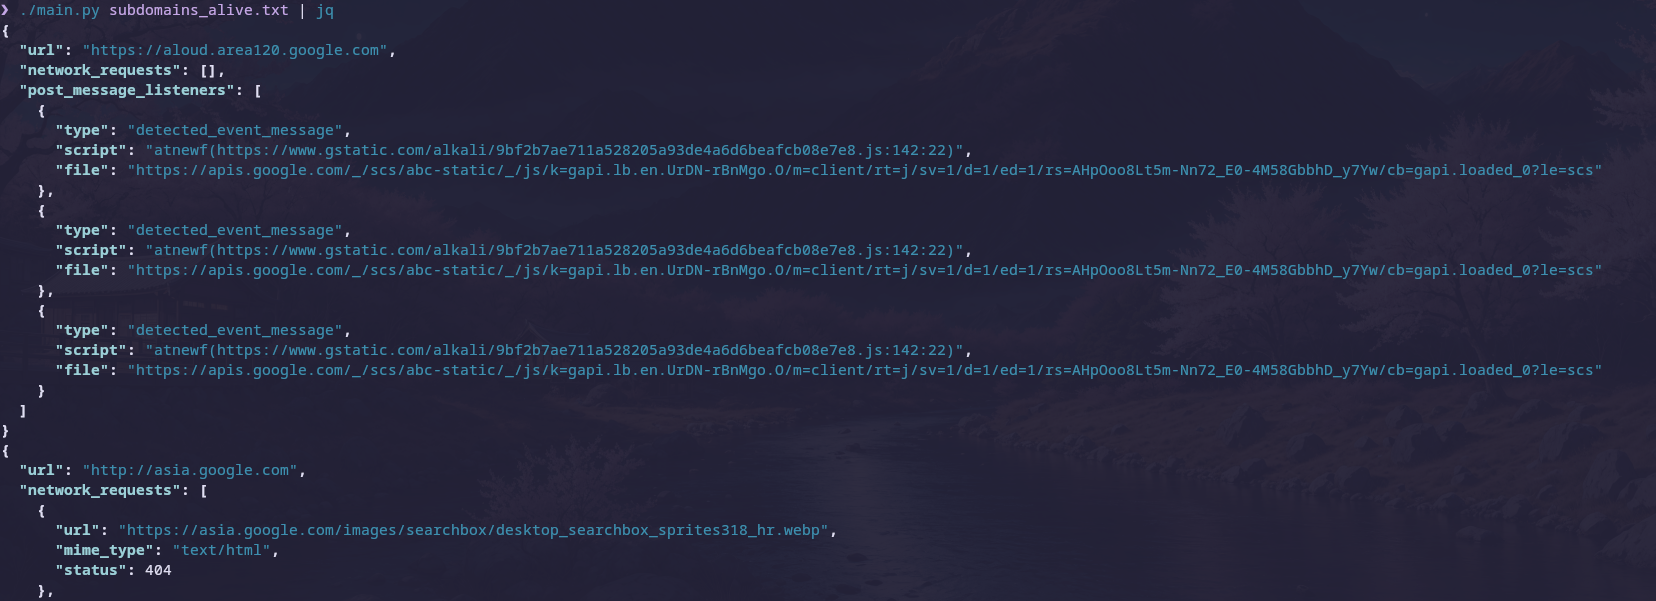 ❯ ./main.py subdomains_alive.txt | jq
{
  "url": "https://aloud.area120.google.com",
  "network_requests": [],
  "post_message_listeners": [
    {
      "type": "detected_event_message",
      "script": "atnewf(https://www.gstatic.com/alkali/9bf2b7ae711a528205a93de4a6d6beafcb08e7e8.js:142:22)",
      "file": "https://apis.google.com/_/scs/abc-static/_/js/k=gapi.lb.en.UrDN-rBnMgo.O/m=client/rt=j/sv=1/d=1/ed=1/rs=AHpOoo8Lt5m-Nn72_E0-4M58GbbhD_y7Yw/cb=gapi.loaded_0?le=scs"
    },
    {
      "type": "detected_event_message",
      "script": "atnewf(https://www.gstatic.com/alkali/9bf2b7ae711a528205a93de4a6d6beafcb08e7e8.js:142:22)",
      "file": "https://apis.google.com/_/scs/abc-static/_/js/k=gapi.lb.en.UrDN-rBnMgo.O/m=client/rt=j/sv=1/d=1/ed=1/rs=AHpOoo8Lt5m-Nn72_E0-4M58GbbhD_y7Yw/cb=gapi.loaded_0?le=scs"
    },
    {
      "type": "detected_event_message",
      "script": "atnewf(https://www.gstatic.com/alkali/9bf2b7ae711a528205a93de4a6d6beafcb08e7e8.js:142:22)",
      "file": "https://apis.google.com/_/scs/abc-static/_/js/k=gapi.lb.en.UrDN-rBnMgo.O/m=client/rt=j/sv=1/d=1/ed=1/rs=AHpOoo8Lt5m-Nn72_E0-4M58GbbhD_y7Yw/cb=gapi.loaded_0?le=scs"
    }
  ]
}
{
  "url": "http://asia.google.com",
  "network_requests": [
    {
      "url": "https://asia.google.com/images/searchbox/desktop_searchbox_sprites318_hr.webp",
      "mime_type": "text/html",
      "status": 404
    },